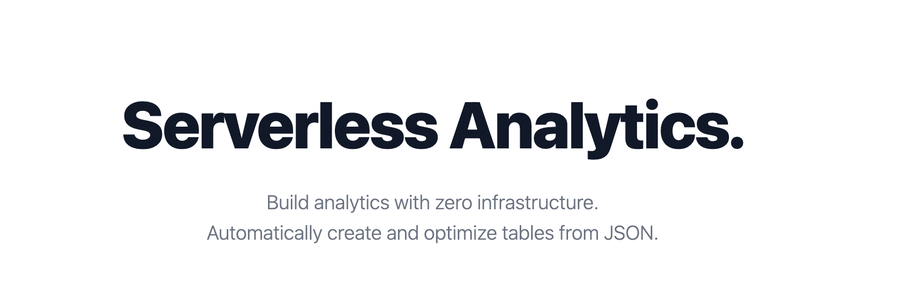 Serverless Analytics.
Build analytics with zero infrastructure.
Automatically create and optimize tables from JSON.